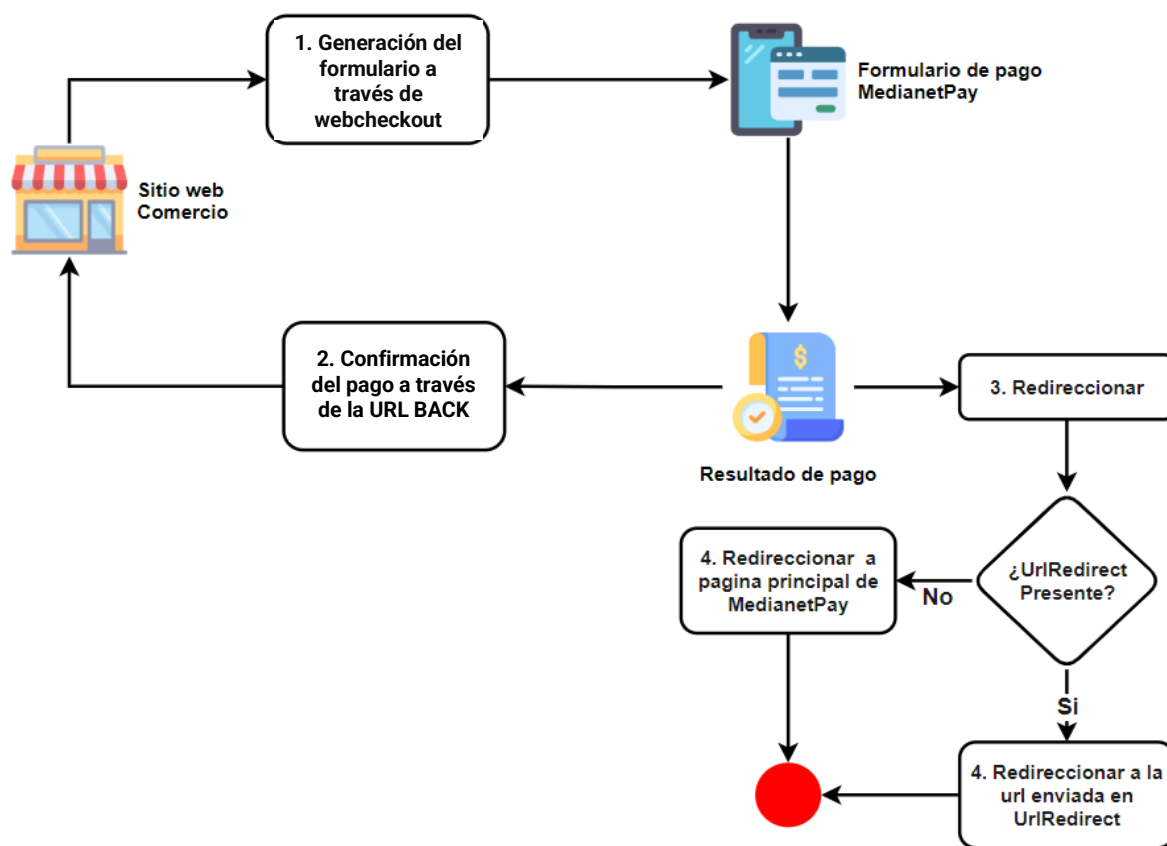 1. Generación del
formulario a
través de
webcheckout
Formulario de pago
MedianetPay
Sitio web
Comercio
2. Confirmación
del pago a través
de la URL BACK
$
3. Redireccionar
Resultado de pago
4. Redireccionar a
pagina principal de
MedianetPay
No
¿UrlRedirect
Presente?
Si
4. Redireccionar a la
url enviada en
UrlRedirect